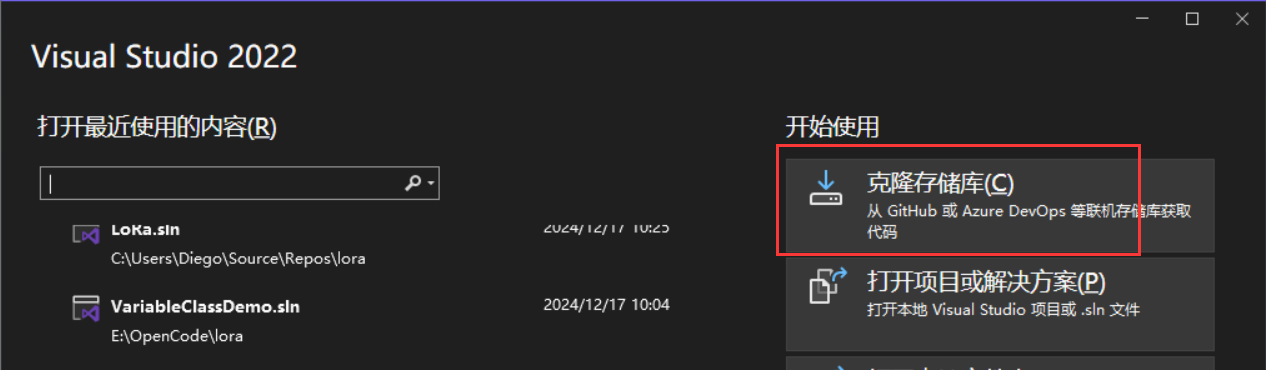 Visual Studio 2022
打开最近使用的内容(R)
LoRa.sln
2024/12/17 10:25
C:\Users\Diego\Source\Repos\lora
VariableClassDemo.sln
2024/12/17 10:04
E:\OpenCode\lora
开始使用
克隆存储库(C)
从 GitHub 或 Azure DevOps 等联机存储库获取
代码
打开项目或解决方案(P)
打开本地 Visual Studio 项目或 .sln 文件